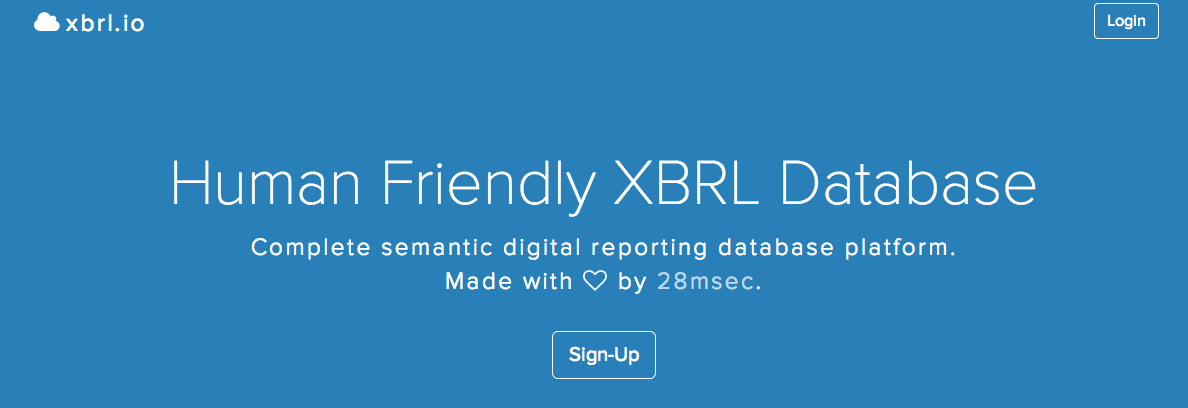 xbrl.io
Login
Human Friendly XBRL Database
Complete semantic digital reporting database platform.
Made with ♡ by 28msec.
Sign-Up